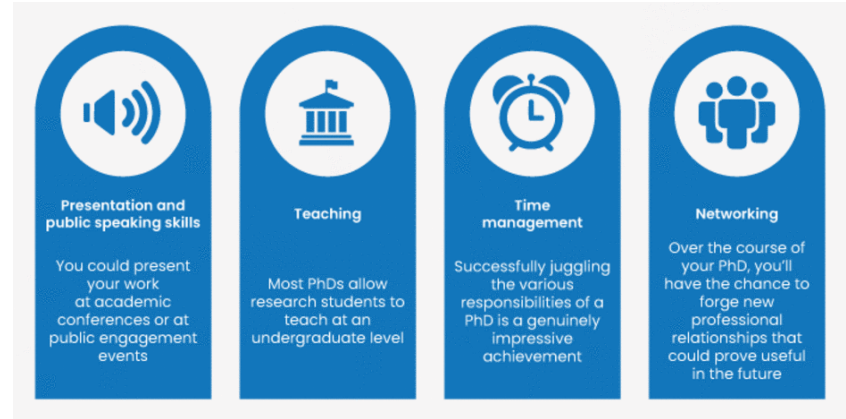 Presentation and
public speaking skills
You could present
your work
at academic
conferences or at
public engagement
events
Teaching
Most PhDs allow
research students to
teach at an
undergraduate level
Time
management
Successfully juggling
the various
responsibilities of a
PhD is a genuinely
impressive
achievement
Networking
Over the course of
your PhD, you'll
have the chance to
forge new
professional
relationships that
could prove useful
in the future